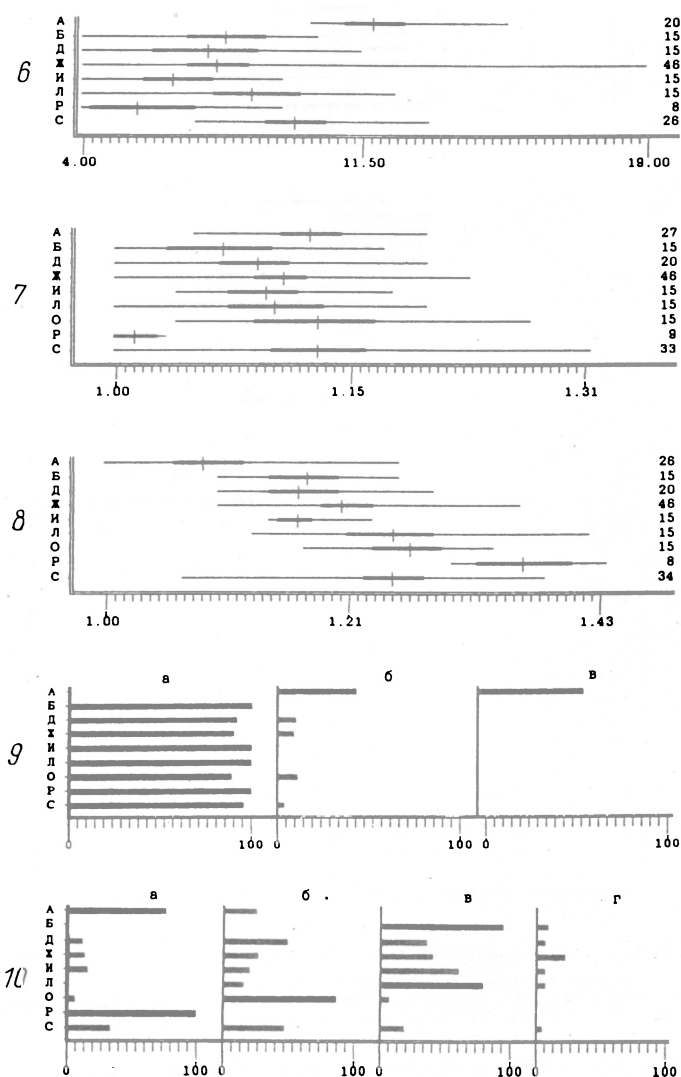 А 20
Б 15
Д 15
6 Ж 46
И 15
Л 15
Р 8
С 26
4.00 11.50 19.00
А 27
Б 15
Д 20
Ж 46
7 И 15
Л 15
О 15
Р 9
С 33
1.00 1.15 1.31
А 26
Б 15
Д 20
Ж 46
8 И 15
Л 15
О 15
Р 8
С 34
1.00 1.21 1.43
а б в
А
Б
Д
Ж
9 И
Л
О
Р
С
0 100 0 100 0 100
а б в г
А
Б
Д
Ж
И
10 Л
О
Р
С
0 100 0 100 0 100 0 100